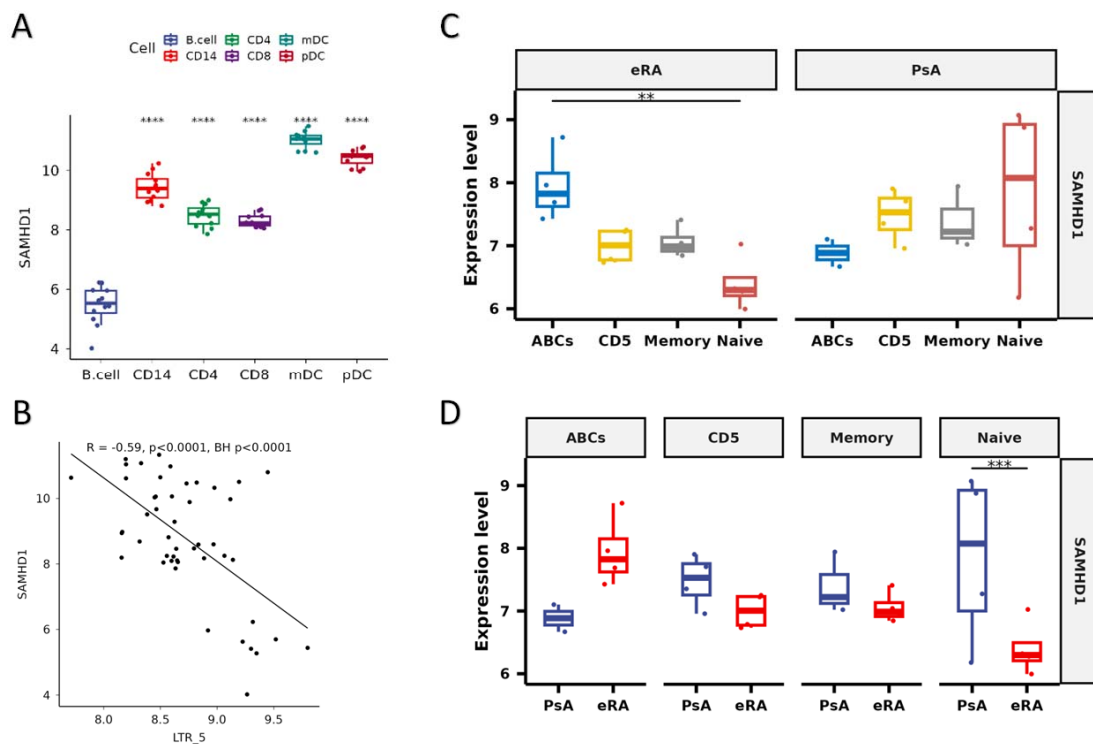 A
Cell
B.cell CD4 mDC
CD14 CD8 pDC
**** **** **** **** ****
SAMHD1
10
8
6
4
B.cell CD14 CD4 CD8 mDC pDC
B
R = -0.59, p<0.0001, BH p<0.0001
SAMHD1
10
8
6
4
8.0 8.5 9.0 9.5
LTR_5
C
eRA PsA
**
Expression level
9
8
7
6
SAMHD1
ABCs CD5 Memory Naive ABCs CD5 Memory Naive
D
ABCs CD5 Memory Naive
***
Expression level
9
8
7
6
SAMHD1
PsA eRA PsA eRA PsA eRA PsA eRA